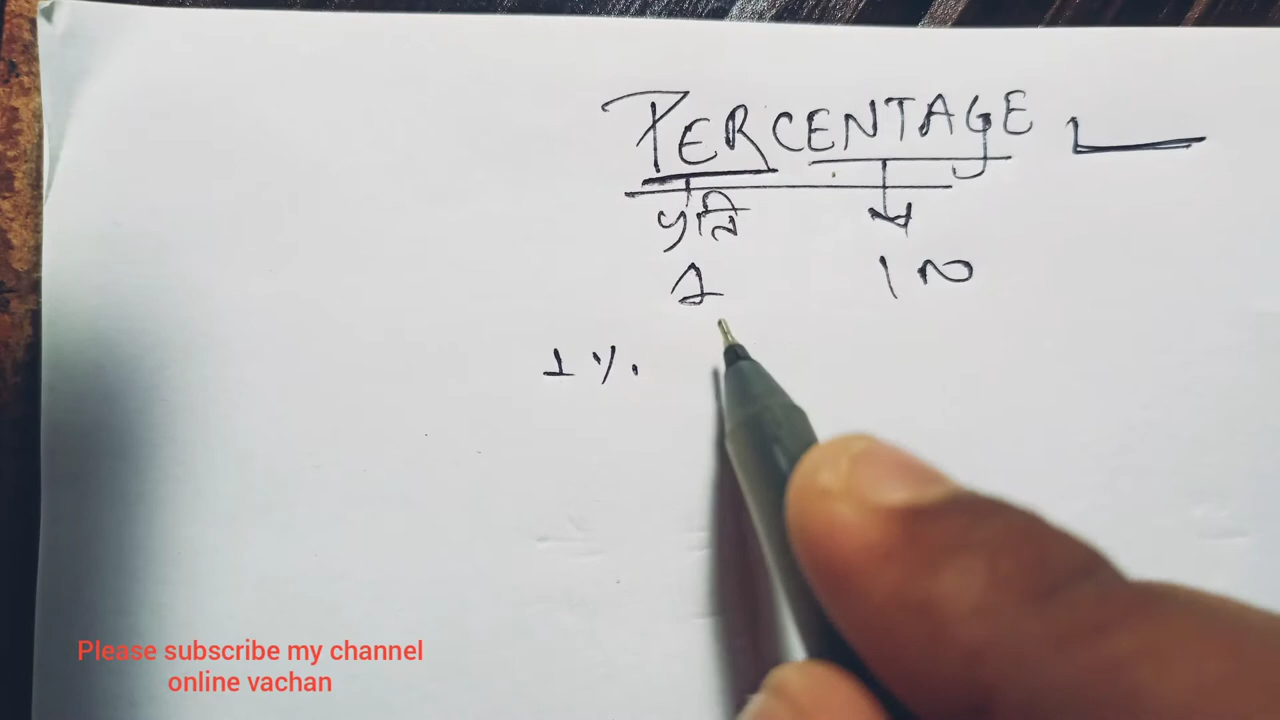 PERCENTAGE
प्रति
1 100
1 %.
Please subscribe my channel
online vachan